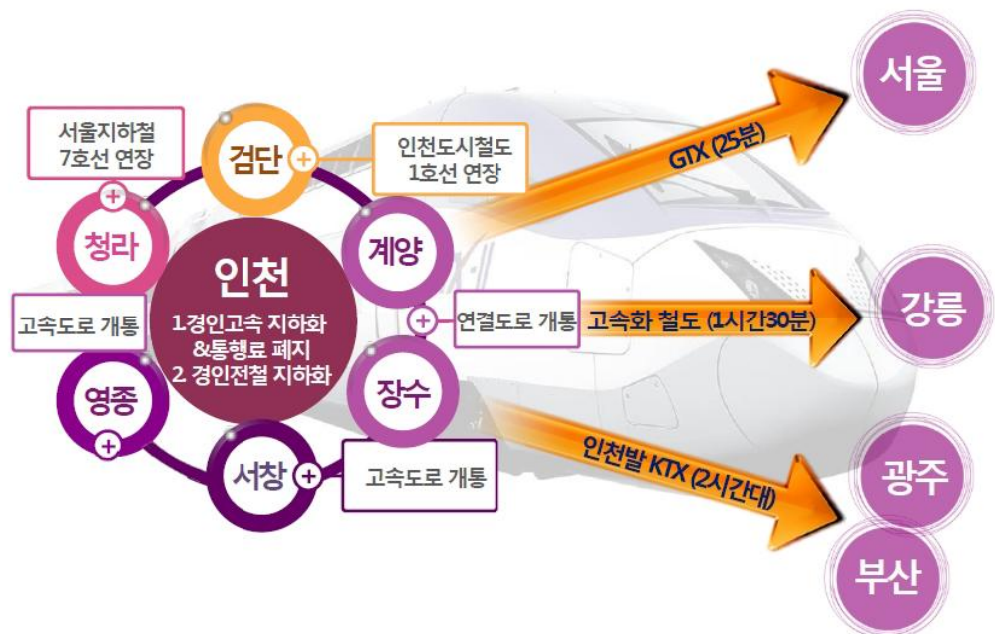 서울
서울지하철
7호선 연장
검단
인천도시철도
1호선 연장
GTX (25분)
청라
계양
인천
1.경인고속 지하화
&통행료 폐지
2. 경인전철 지하화
고속도로 개통
연결도로 개통
고속화 철도 (1시간30분)
강릉
영종
장수
서창
고속도로 개통
인천발 KTX (2시간대)
광주
부산